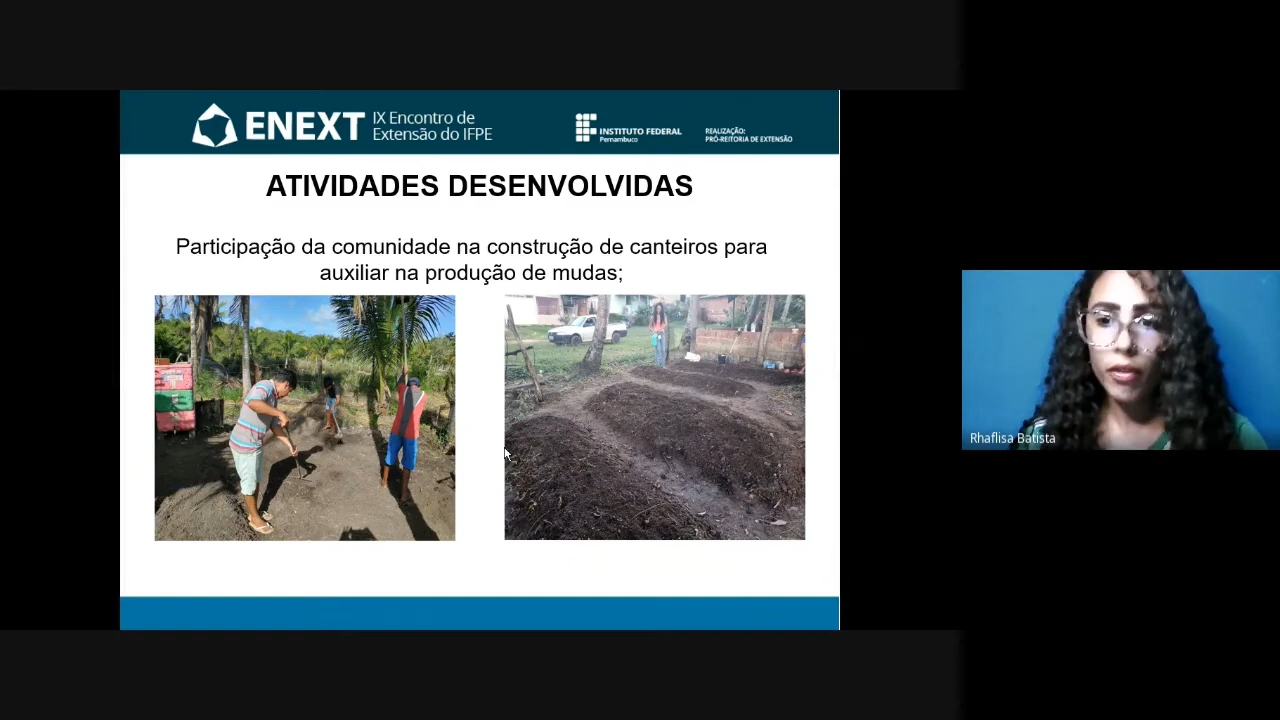 ENEXT
IX Encontro de
Extensão do IFPE
INSTITUTO FEDERAL
Pernambuco
REALIZAÇÃO:
PRÓ-REITORIA DE EXTENSÃO
ATIVIDADES DESENVOLVIDAS
Participação da comunidade na construção de canteiros para
auxiliar na produção de mudas;
Rhaflisa Batista